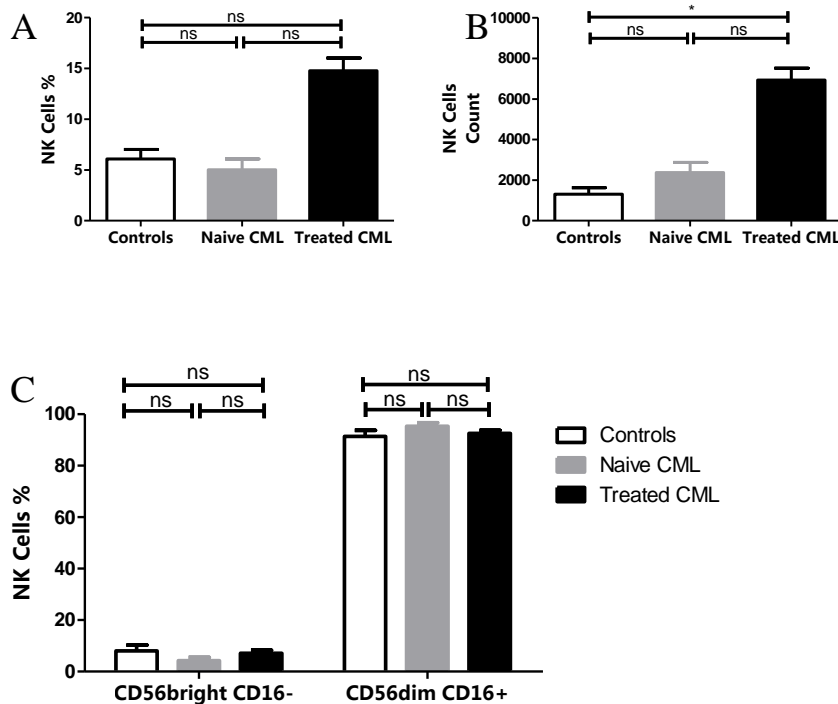 A
NK Cells %
20
15
10
5
0
ns
ns
ns
Controls
Naive CML
Treated CML
B
NK Cells
Count
10000
8000
6000
4000
2000
0
*
ns
ns
Controls
Naive CML
Treated CML
C
NK Cells %
100
80
60
40
20
0
ns
ns
ns
ns
ns
ns
CD56bright CD16-
CD56dim CD16+
Controls
Naive CML
Treated CML